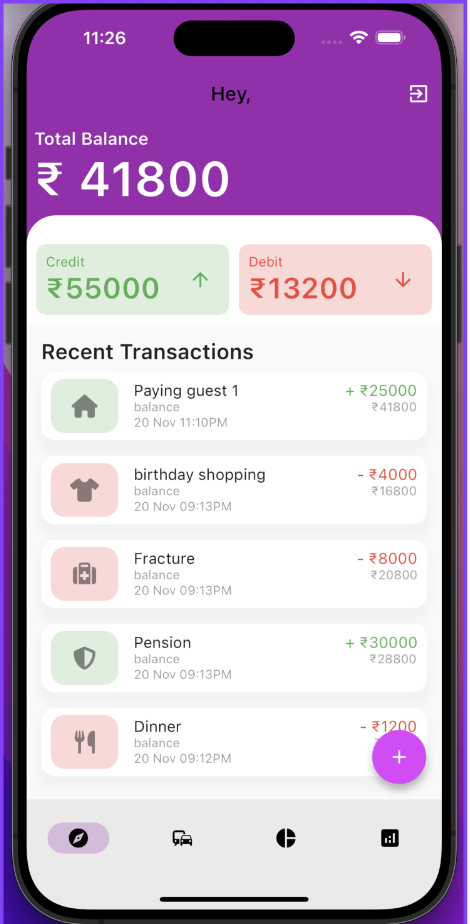 11:26
Hey,
Total Balance
₹ 41800
Credit
₹55000
Debit
₹13200
Recent Transactions
Paying guest 1
+ ₹25000
balance
₹41800
20 Nov 11:10PM
birthday shopping
- ₹4000
balance
₹16800
20 Nov 09:13PM
Fracture
- ₹8000
balance
₹20800
20 Nov 09:13PM
Pension
+ ₹30000
balance
₹28800
20 Nov 09:13PM
Dinner
- ₹1200
balance
20 Nov 09:12PM